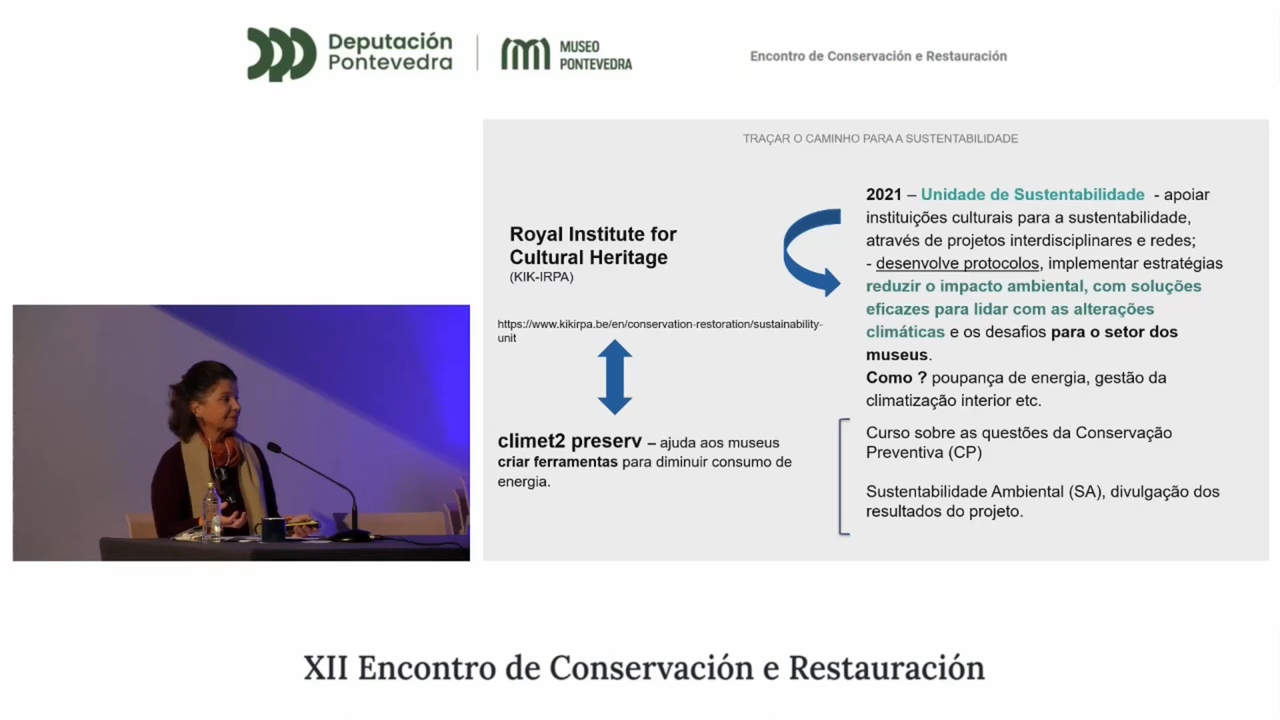 Deputación
Pontevedra
MUSEO
PONTEVEDRA
Encontro de Conservación e Restauración
TRAÇAR O CAMINHO PARA A SUSTENTABILIDADE
Royal Institute for
Cultural Heritage
(KIK-IRPA)
https://www.kikirpa.be/en/conservation-restoration/sustainability-
unit
climet2 preserv – ajuda aos museus
criar ferramentas para diminuir consumo de
energia.
2021 – Unidade de Sustentabilidade - apoiar
instituições culturais para a sustentabilidade,
através de projetos interdisciplinares e redes;
- desenvolve protocolos, implementar estratégias
reduzir o impacto ambiental, com soluções
eficazes para lidar com as alterações
climáticas e os desafios para o setor dos
museus.
Como ? poupança de energia, gestão da
climatização interior etc.
Curso sobre as questões da Conservação
Preventiva (CP)
Sustentabilidade Ambiental (SA), divulgação dos
resultados do projeto.
XII Encontro de Conservación e Restauración